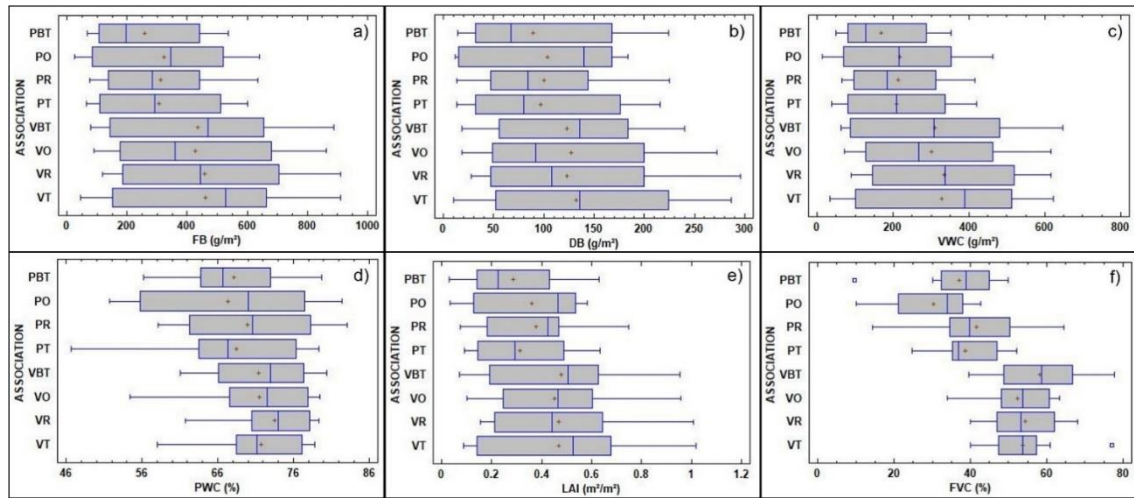 a)
ASSOCIATION
PBT
PO
PR
PT
VBT
VO
VR
VT
0 200 400 600 800 1000
FB (g/m²)
b)
ASSOCIATION
PBT
PO
PR
PT
VBT
VO
VR
VT
0 50 100 150 200 250 300
DB (g/m²)
c)
ASSOCIATION
PBT
PO
PR
PT
VBT
VO
VR
VT
0 200 400 600 800
VWC (g/m²)
d)
ASSOCIATION
PBT
PO
PR
PT
VBT
VO
VR
VT
46 56 66 76 86
PWC (%)
e)
ASSOCIATION
PBT
PO
PR
PT
VBT
VO
VR
VT
0 0.2 0.4 0.6 0.8 1 1.2
LAI (m²/m²)
f)
ASSOCIATION
PBT
PO
PR
PT
VBT
VO
VR
VT
0 20 40 60 80
FVC (%)